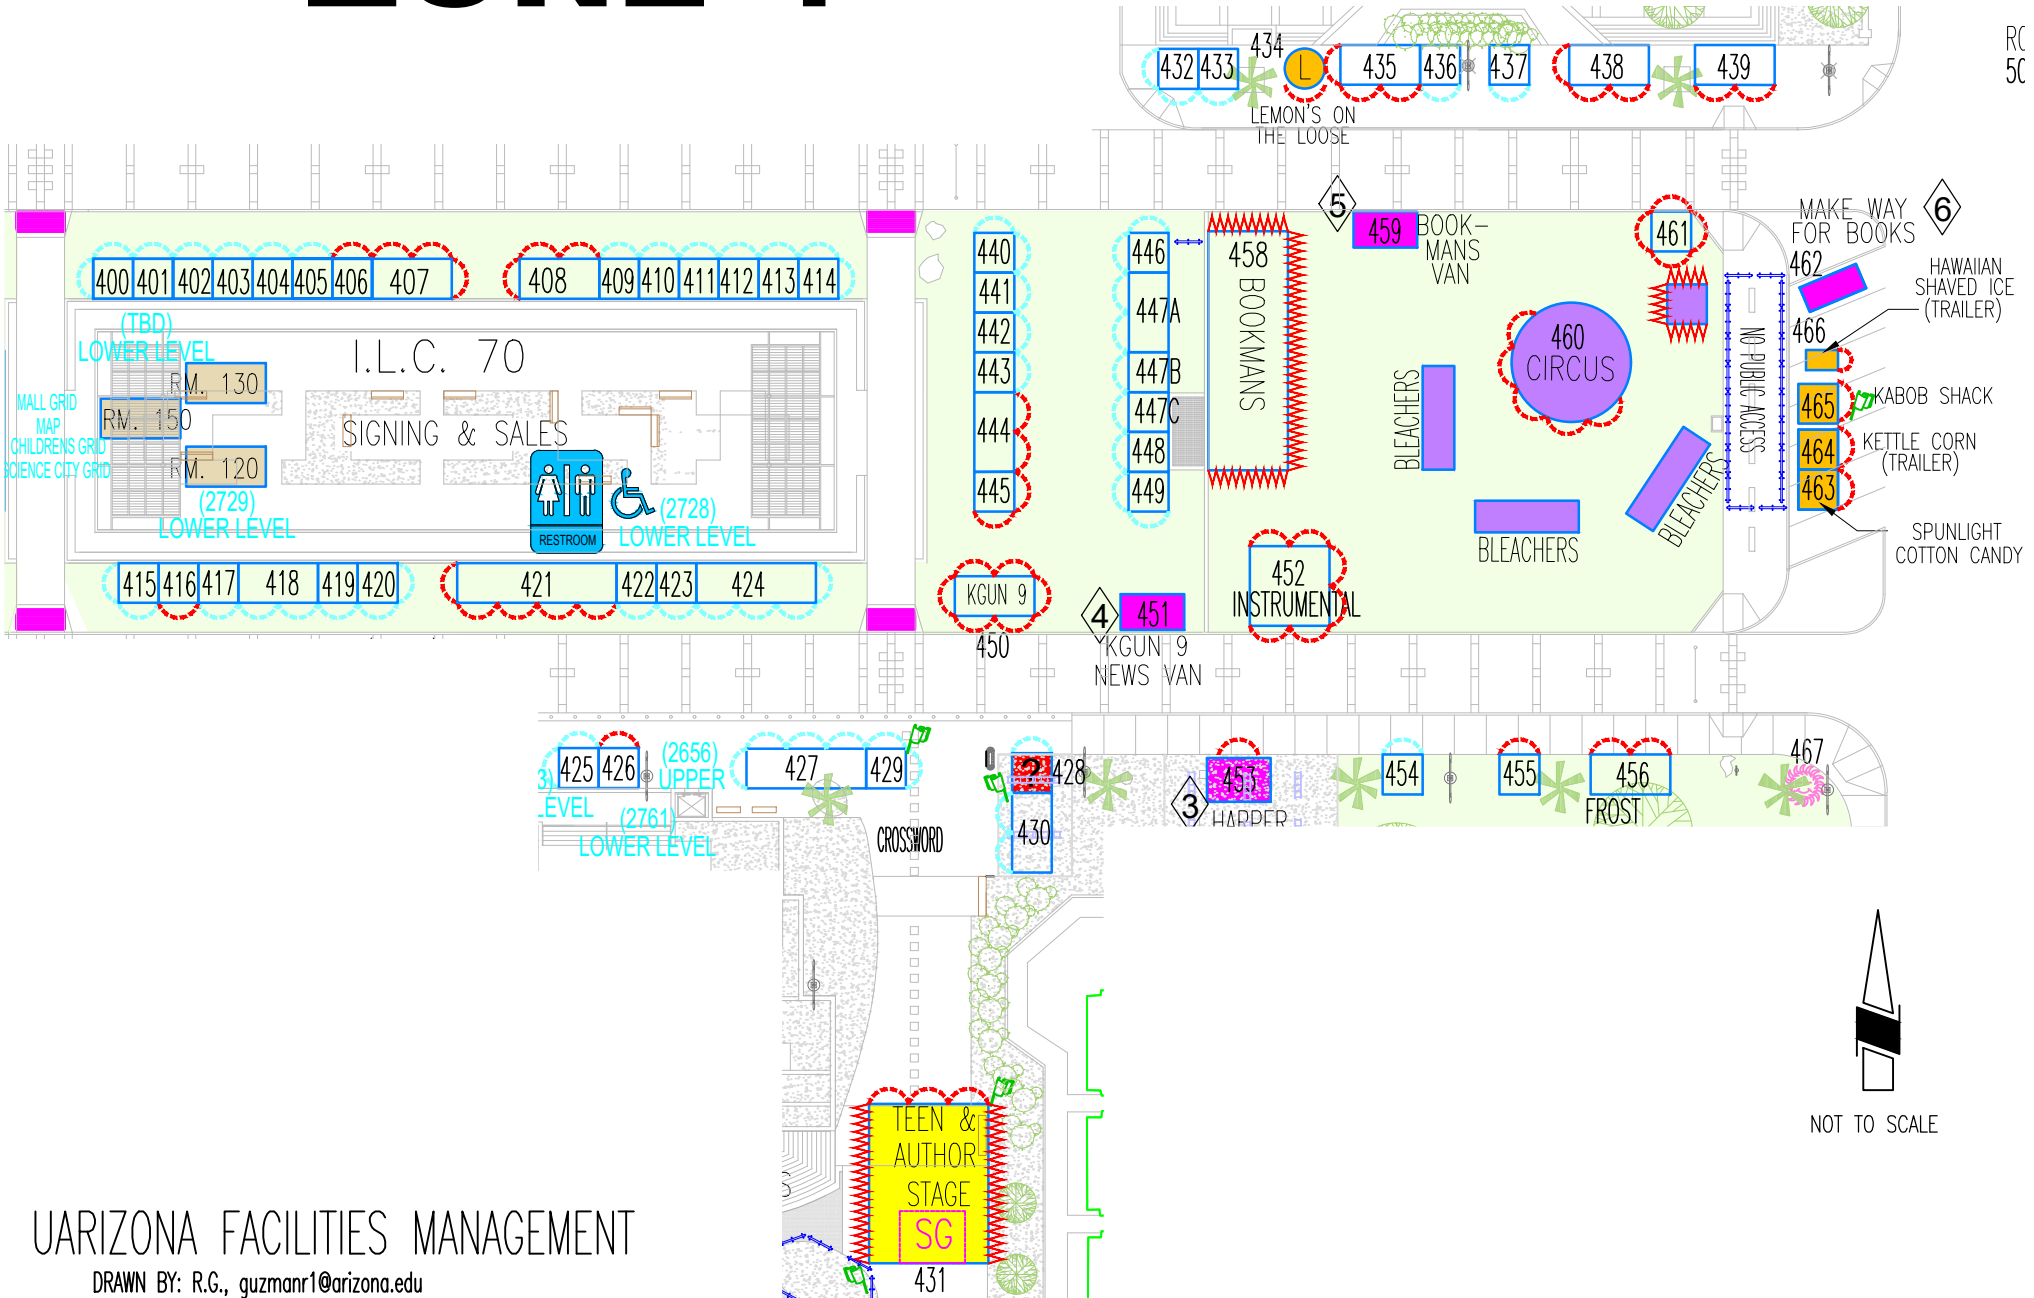 434
432 433 L 435 436 437 438 439
LEMON'S ON
THE LOOSE
5
459
BOOK-
MANS
VAN
461
MAKE WAY
FOR BOOKS
6
462
HAWAIIAN
SHAVED ICE
(TRAILER)
466
400 401 402 403 404 405 406 407 408 409 410 411 412 413 414
440
441
442
443
444
445
446
447A
447B
447C
448
449
458 BOOKMANS
460
CIRCUS
BLEACHERS
BLEACHERS
BLEACHERS
NO PUBLIC ACCESS
465
KABOB SHACK
464
KETTLE CORN
(TRAILER)
463
SPUNLIGHT
COTTON CANDY
(TBD)
LOWER LEVEL
I.L.C. 70
RM. 130
RM. 150
RM. 120
MALL GRID
MAP
CHILDRENS GRID
SCIENCE CITY GRID
SIGNING & SALES
(2729)
LOWER LEVEL
RESTROOM
(2728)
LOWER LEVEL
415 416 417 418 419 420 421 422 423 424
KGUN 9
450
4
451
KGUN 9
NEWS VAN
452
INSTRUMENTAL
425 426
(2656)
UPPER
427 429
2
428
430
LEVEL
(2761)
LOWER LEVEL
CROSSWORD
3
453
HARPER
454
455
456
FROST
467
TEEN &
AUTHOR
STAGE
SG
431
NOT TO SCALE
UARIZONA FACILITIES MANAGEMENT
DRAWN BY: R.G., guzmanr1@arizona.edu